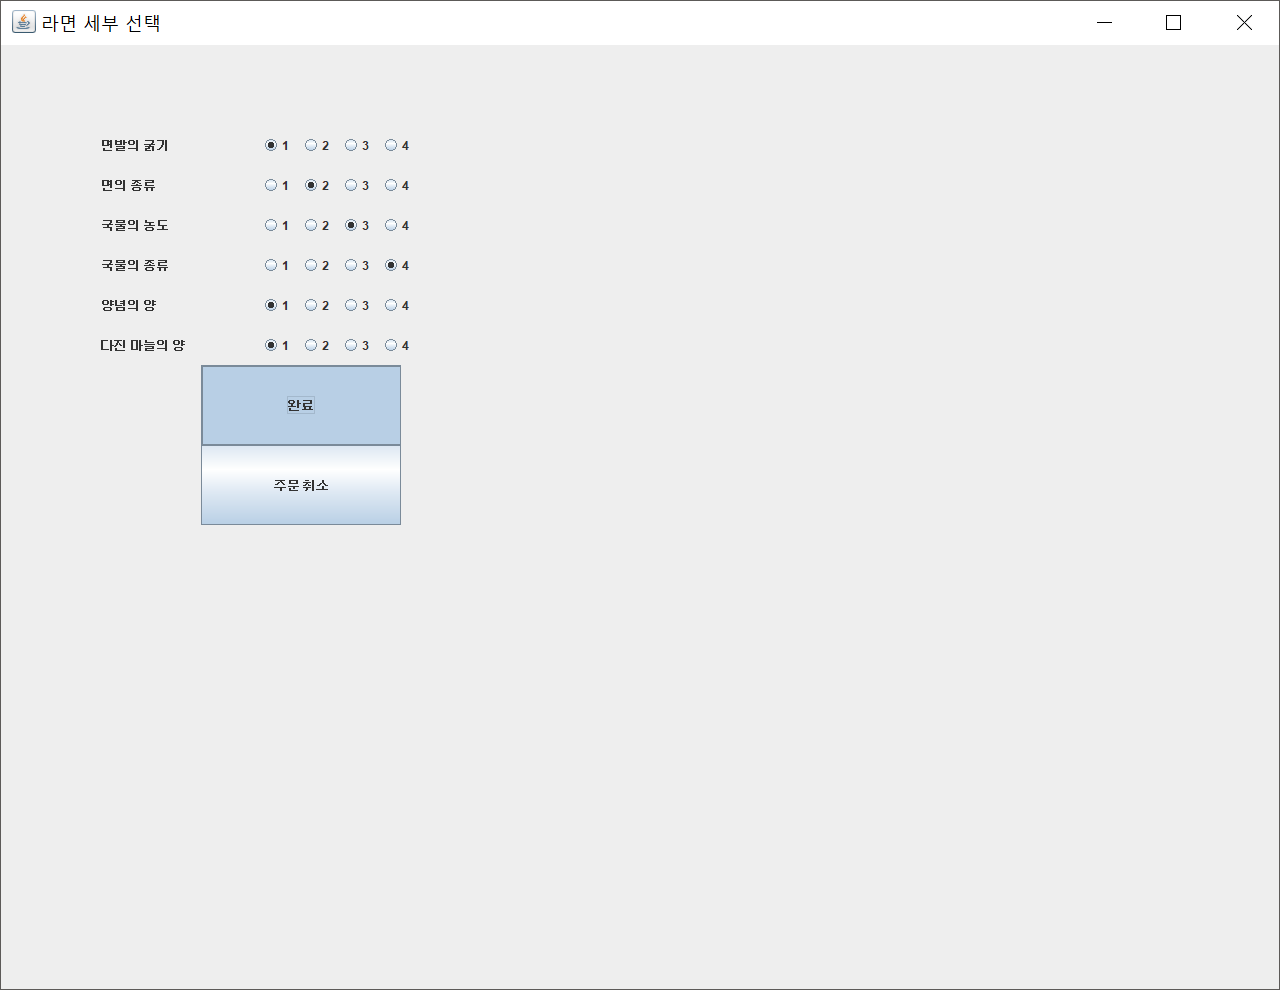 라면 세부 선택
면발의 굵기 1 2 3 4
면의 종류 1 2 3 4
국물의 농도 1 2 3 4
국물의 종류 1 2 3 4
양념의 양 1 2 3 4
다진 마늘의 양 1 2 3 4
완료
주문 취소